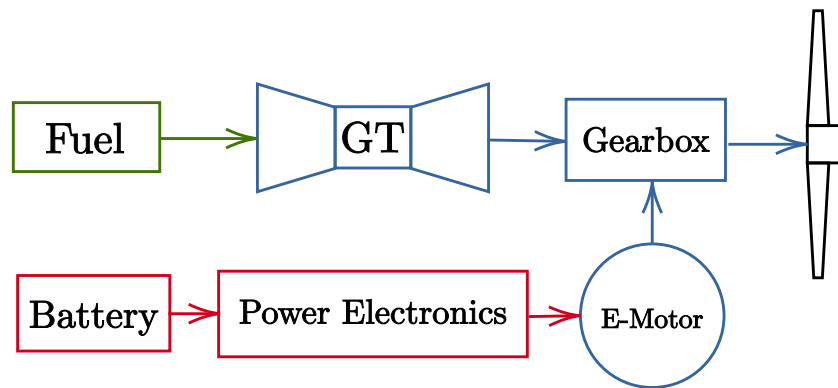 Fuel
GT
Gearbox
Battery
Power Electronics
E-Motor